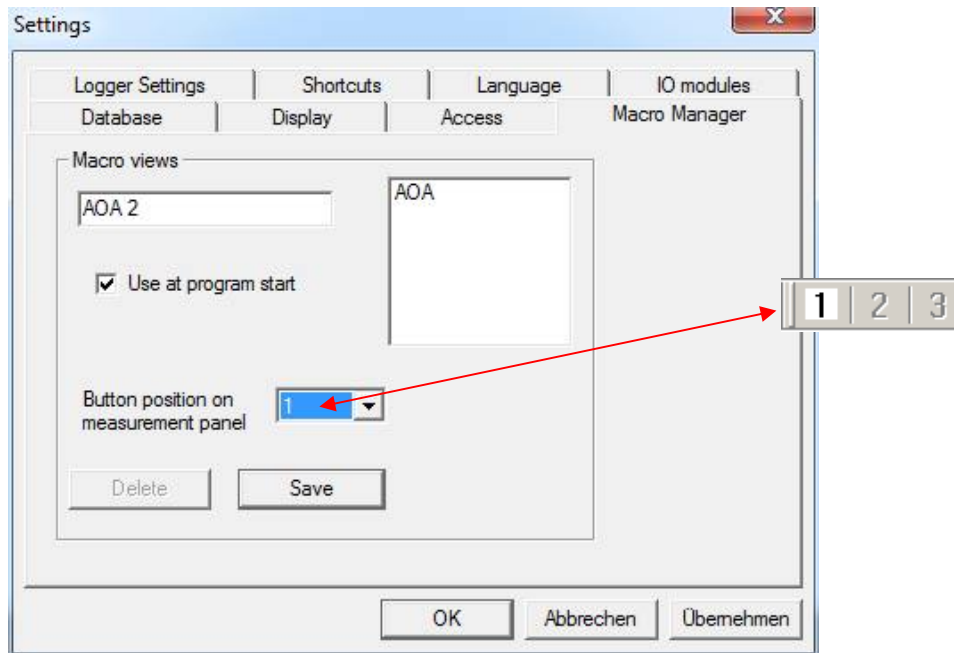 Settings
Logger Settings
Shortcuts
Language
IO modules
Database
Display
Access
Macro Manager
Macro views
AOA 2
AOA
Use at program start
1 2 3
Button position on
measurement panel
1
Delete
Save
OK
Abbrechen
Übernehmen